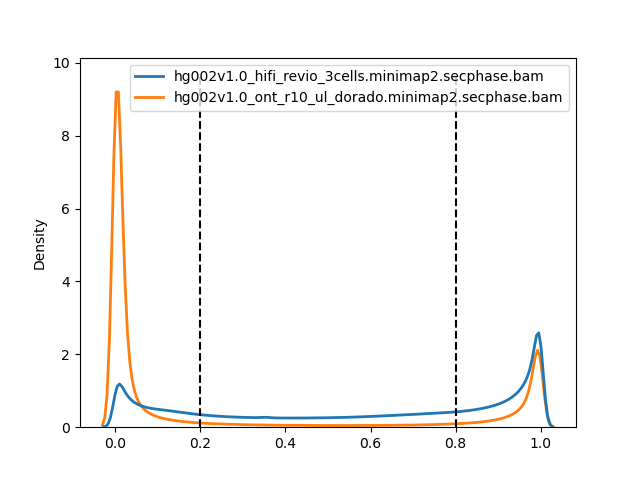 hg002v1.0_hifi_revio_3cells.minimap2.secphase.bam
hg002v1.0_ont_r10_ul_dorado.minimap2.secphase.bam
10
8
6
4
2
0
Density
0.0 0.2 0.4 0.6 0.8 1.0